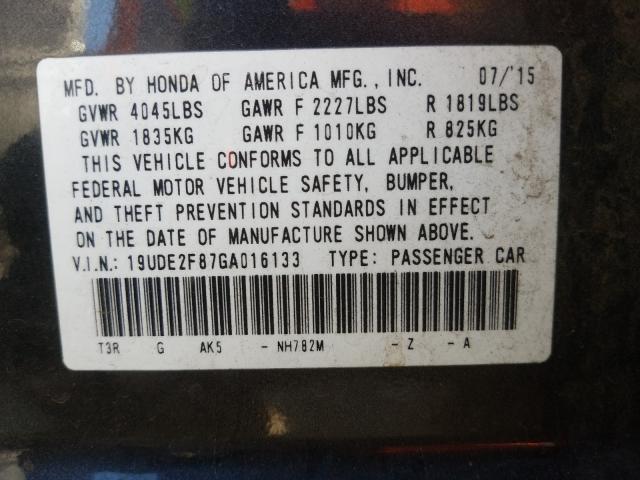 MFD. BY HONDA OF AMERICA MFG., INC. 07/'15
GVWR 4045LBS GAWR F 2227LBS R 1819LBS
GVWR 1835KG GAWR F 1010KG R 825KG
THIS VEHICLE CONFORMS TO ALL APPLICABLE
FEDERAL MOTOR VEHICLE SAFETY, BUMPER,
AND THEFT PREVENTION STANDARDS IN EFFECT
ON THE DATE OF MANUFACTURE SHOWN ABOVE.
V.I.N.: 19UDE2F87GA016133 TYPE: PASSENGER CAR
T3R G AK5 - NH782M - Z - A